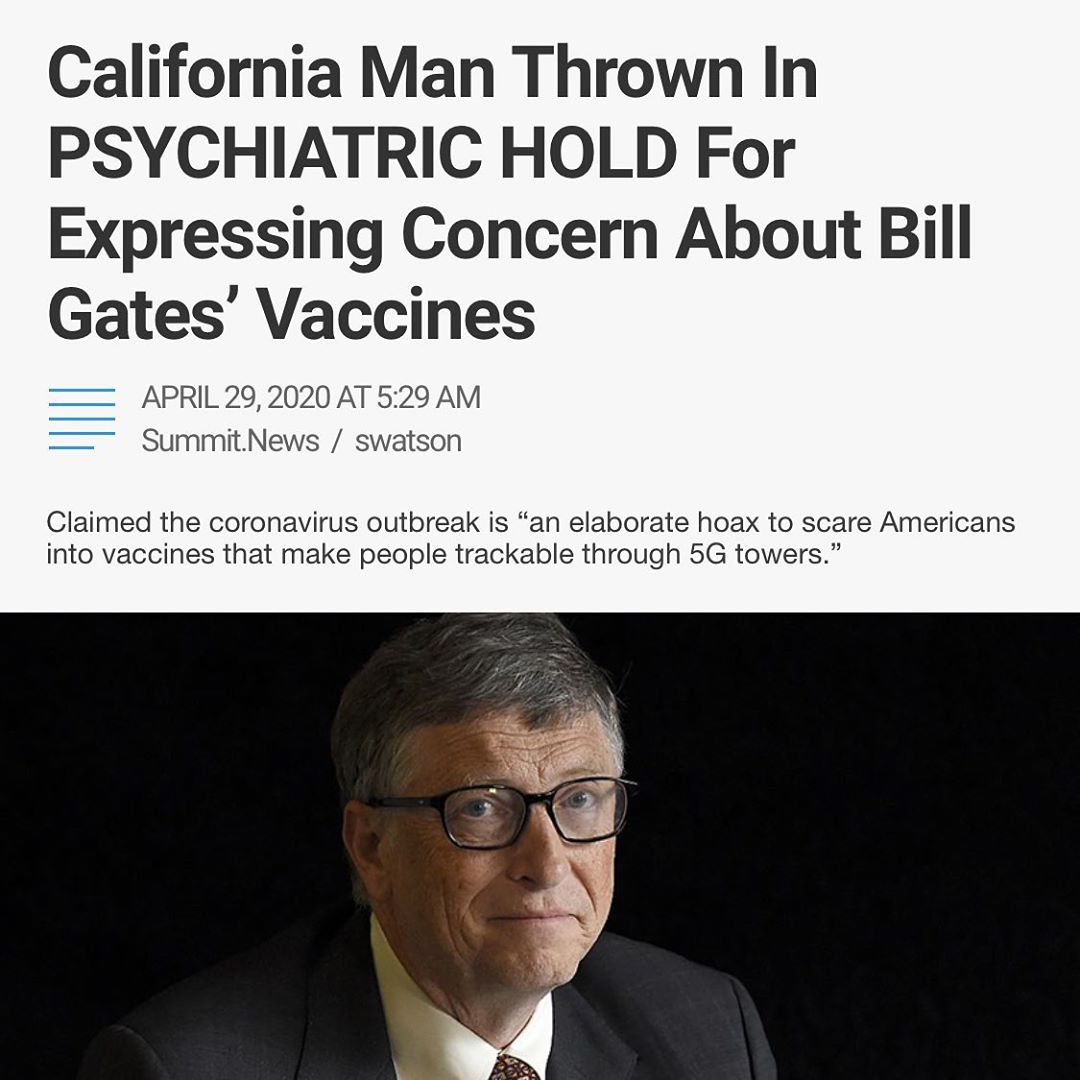 California Man Thrown In
PSYCHIATRIC HOLD For
Expressing Concern About Bill
Gates’ Vaccines
APRIL 29, 2020 AT 5:29 AM
Summit.News / swatson
Claimed the coronavirus outbreak is “an elaborate hoax to scare Americans
into vaccines that make people trackable through 5G towers.”